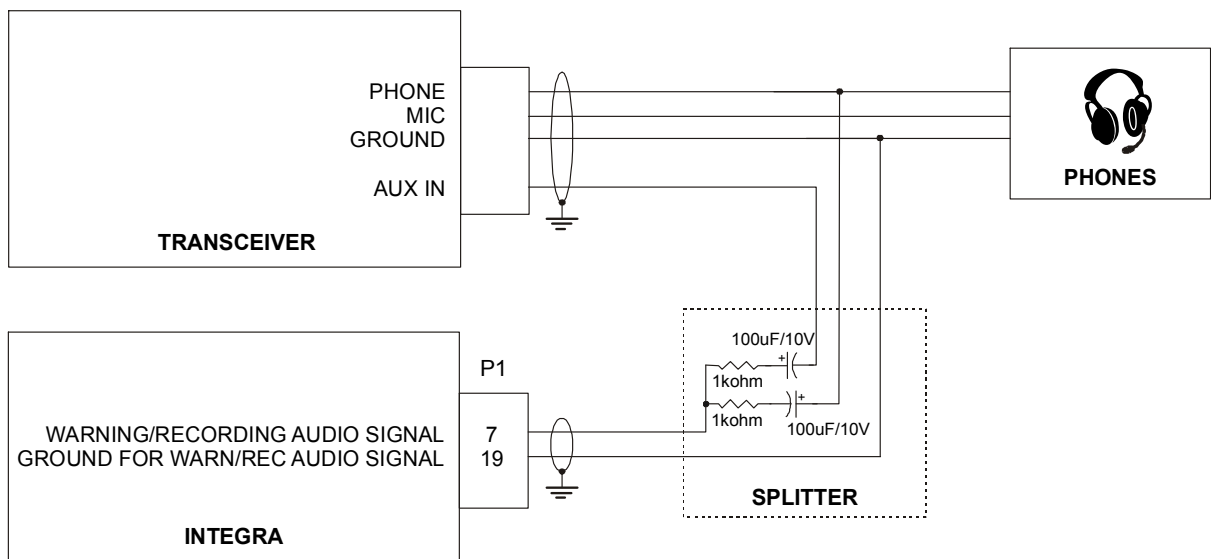 PHONE
MIC
GROUND
AUX IN
TRANSCEIVER
PHONES
100uF/10V
+
1kohm
+
1kohm
100uF/10V
SPLITTER
P1
WARNING/RECORDING AUDIO SIGNAL 7
GROUND FOR WARN/REC AUDIO SIGNAL 19
INTEGRA